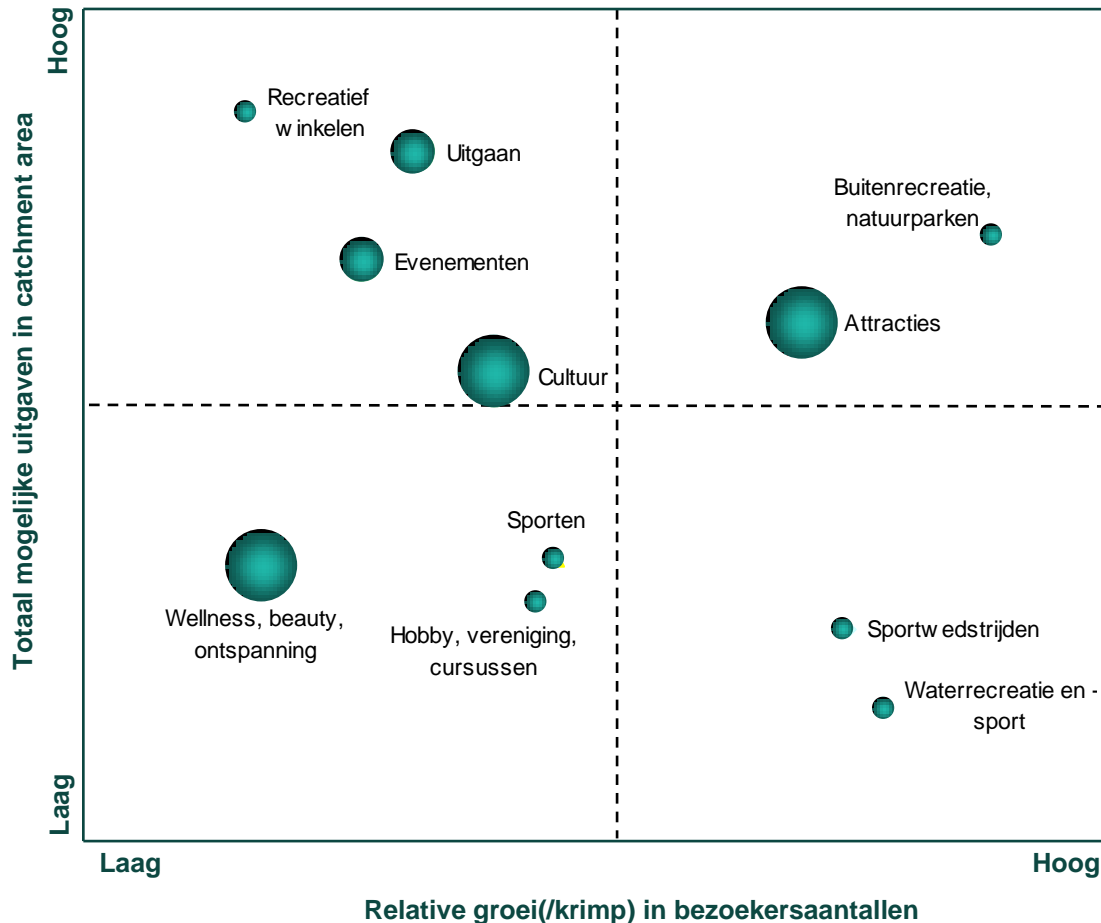 Hoog
Totaal mogelijke uitgaven in catchment area
Laag
Recreatief
w inkelen
Uitgaan
Buitenrecreatie,
natuurparken
Evenementen
Attracties
Cultuur
Sporten
Wellness, beauty,
ontspanning
Hobby, vereniging,
cursussen
Sportw edstrijden
Waterrecreatie en -
sport
Laag
Hoog
Relative groei(/krimp) in bezoekersaantallen